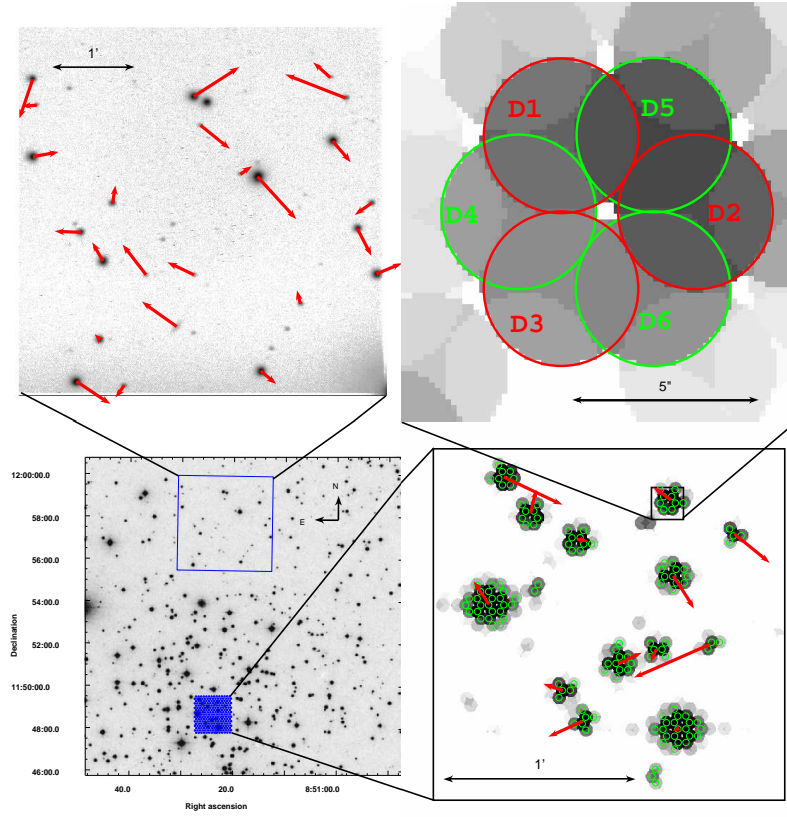 1'
D1
D5
D4
D2
D3
D6
5"
12:00:00.0
N
58:00.0
E
56:00.0
54:00.0
Declination
52:00.0
11:50:00.0
48:00.0
46:00.0
40.0
20.0
8:51:00.0
Right ascension
1'